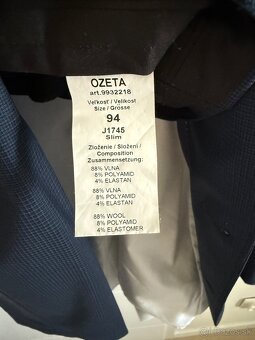 OZETA
art.9932218
Veľkosť / Velikost
Size / Grösse
94
J1745
Slim
Zloženie / Složení /
Composition
Zusammensetzung:
88% VLNA
8% POLYAMID
4% ELASTAN
88% VLNA
8% POLYAMID
4% ELASTAN
88% WOOL
8% POLYAMID
4% ELASTOMER